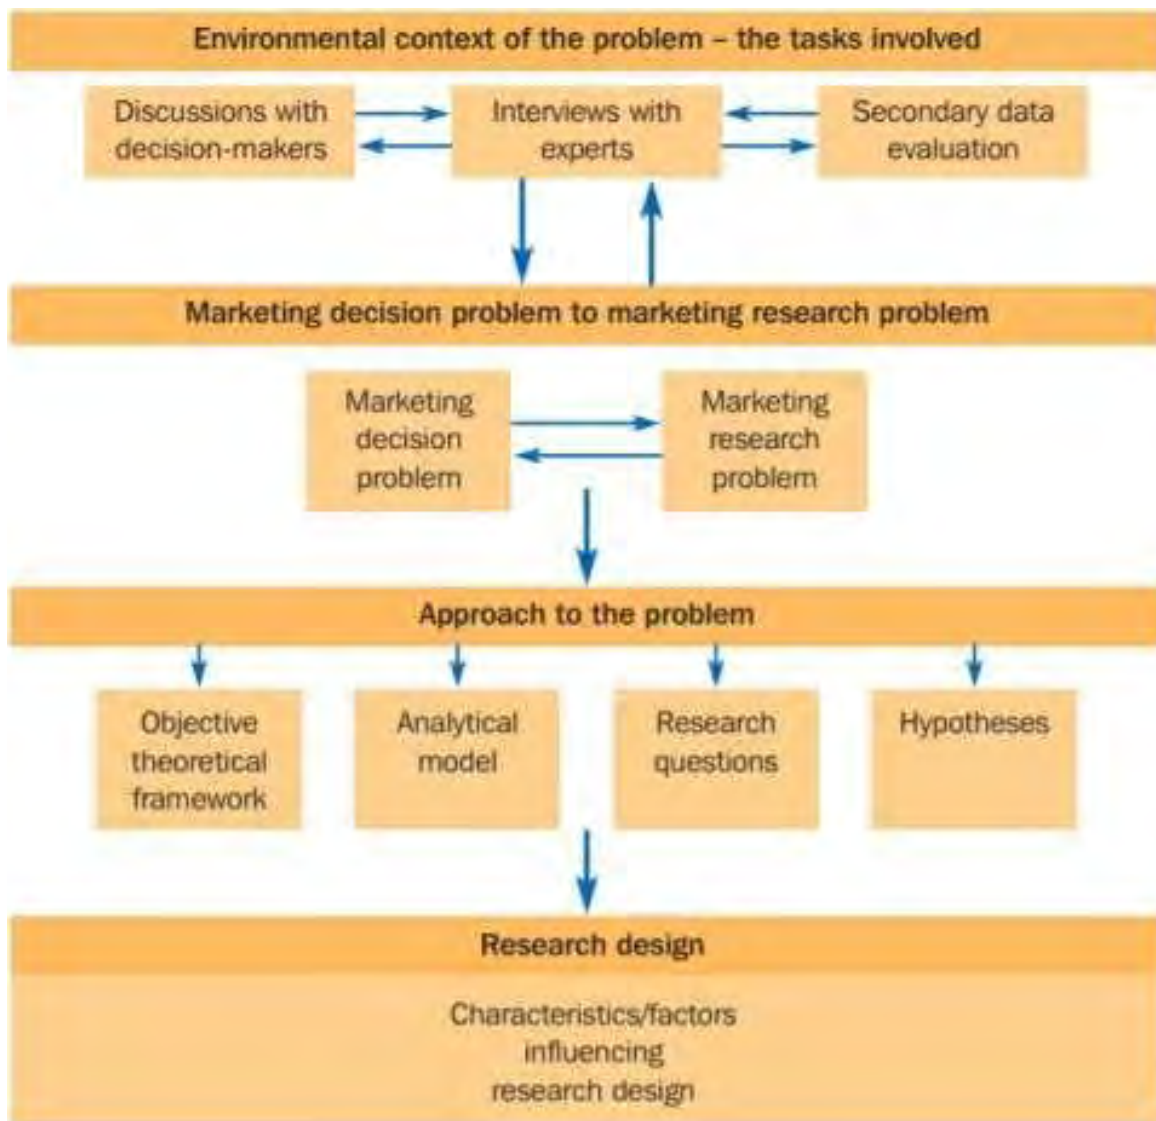 Environmental context of the problem – the tasks involved
Discussions with
decision-makers
Interviews with
experts
Secondary data
evaluation
Marketing decision problem to marketing research problem
Marketing
decision
problem
Marketing
research
problem
Approach to the problem
Objective
theoretical
framework
Analytical
model
Research
questions
Hypotheses
Research design
Characteristics/factors
influencing
research design